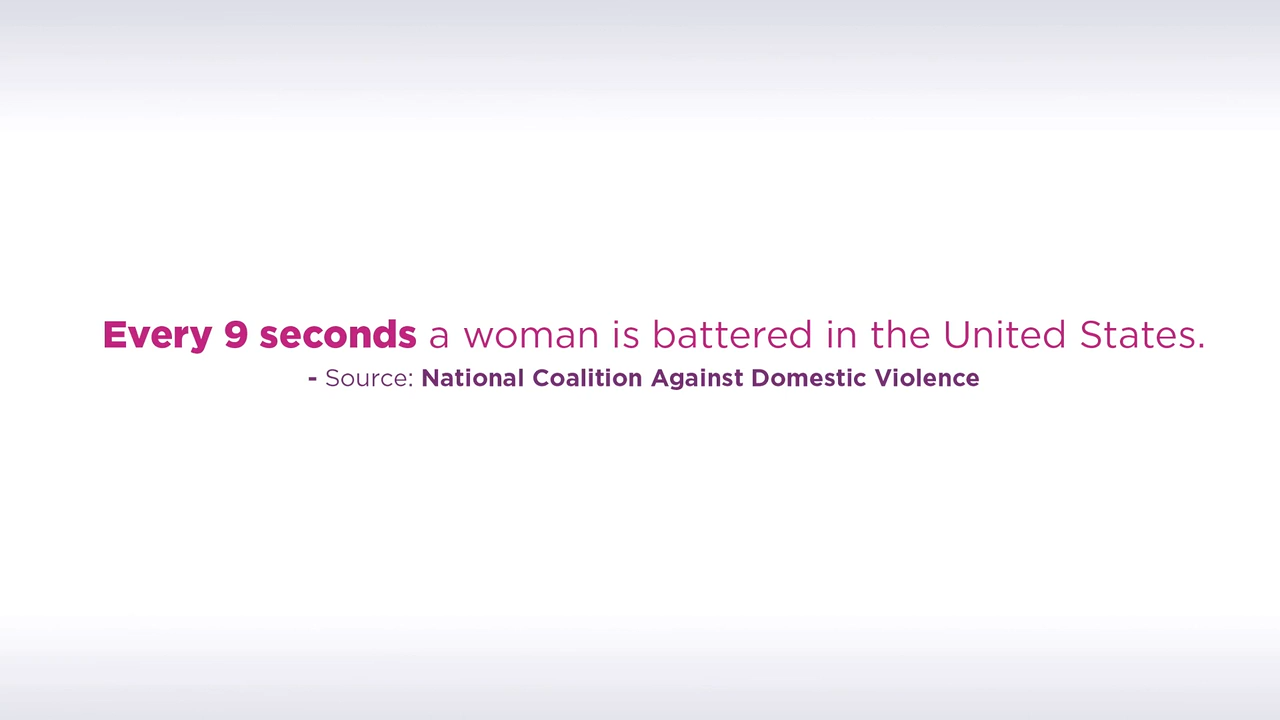 Every 9 seconds a woman is battered in the United States.
- Source: National Coalition Against Domestic Violence